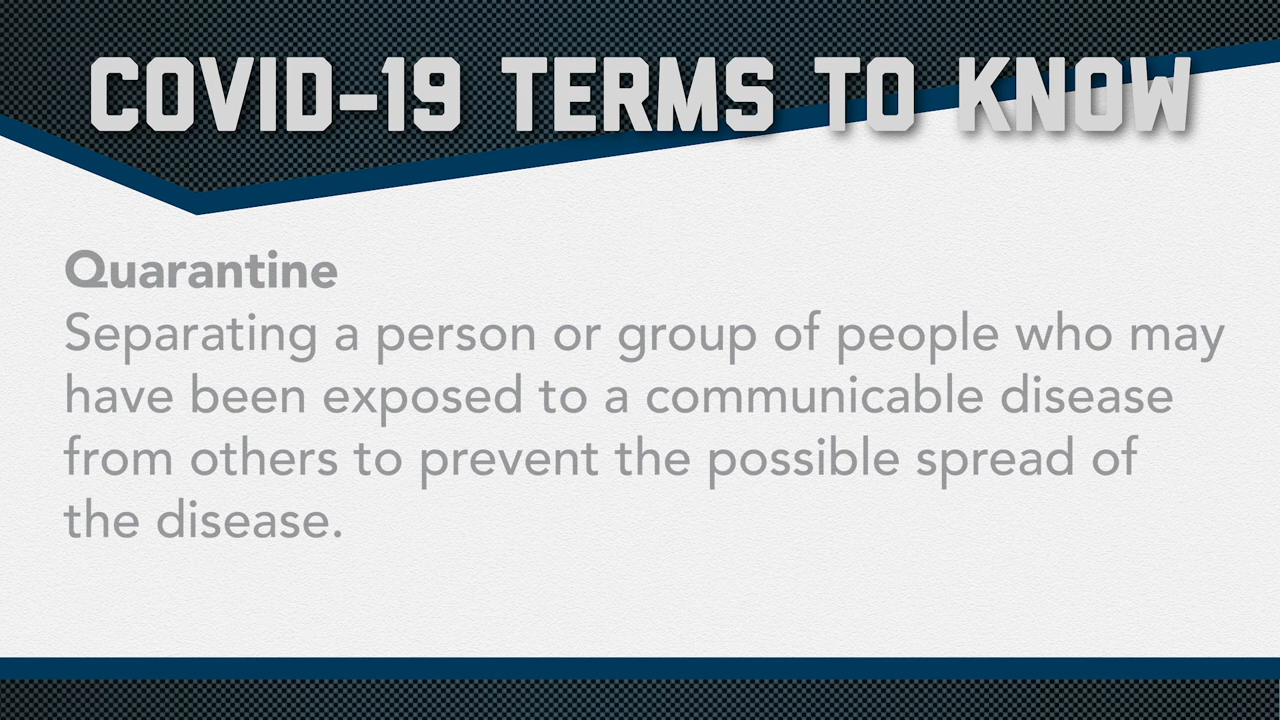 COVID-19 TERMS TO KNOW
Quarantine
Separating a person or group of people who may
have been exposed to a communicable disease
from others to prevent the possible spread of
the disease.